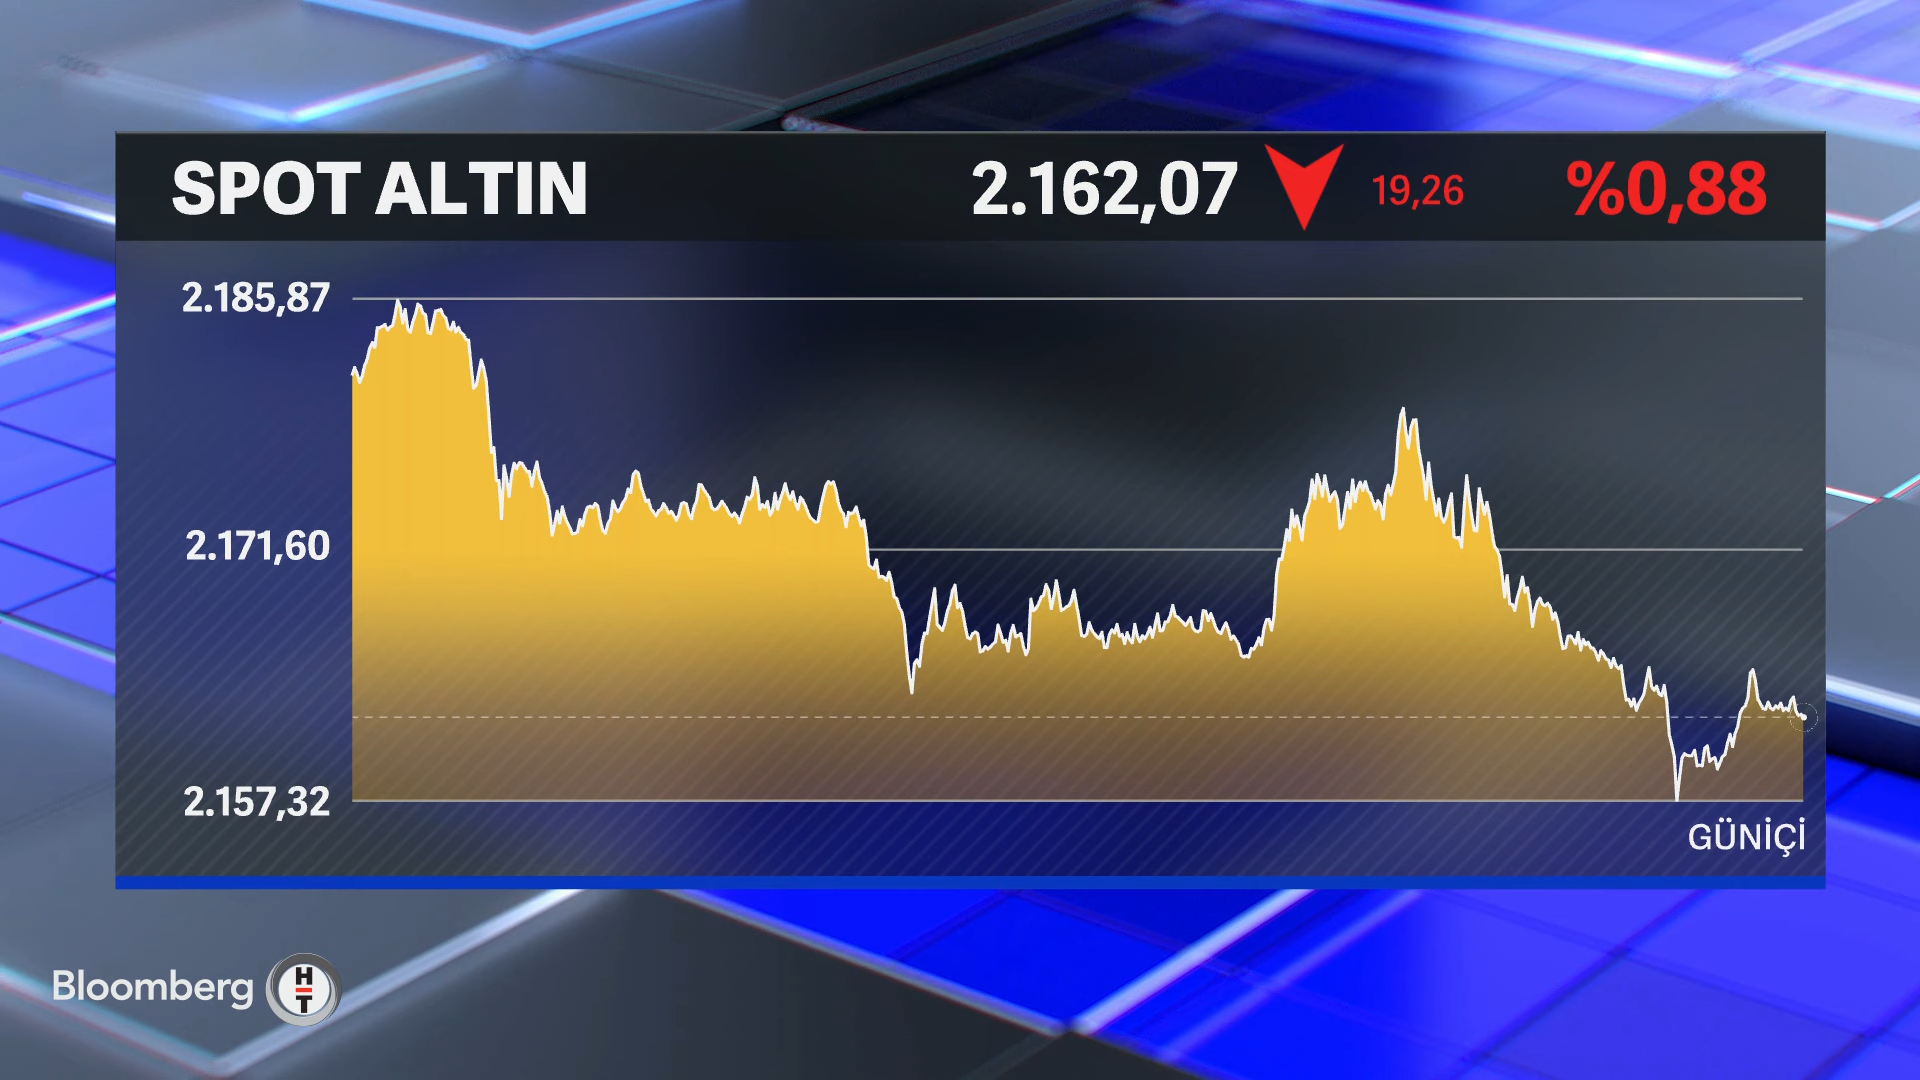 SPOT ALTIN 2.162,07 19,26 %0,88
2.185,87
2.171,60
2.157,32
GÜNİÇİ
Bloomberg HT